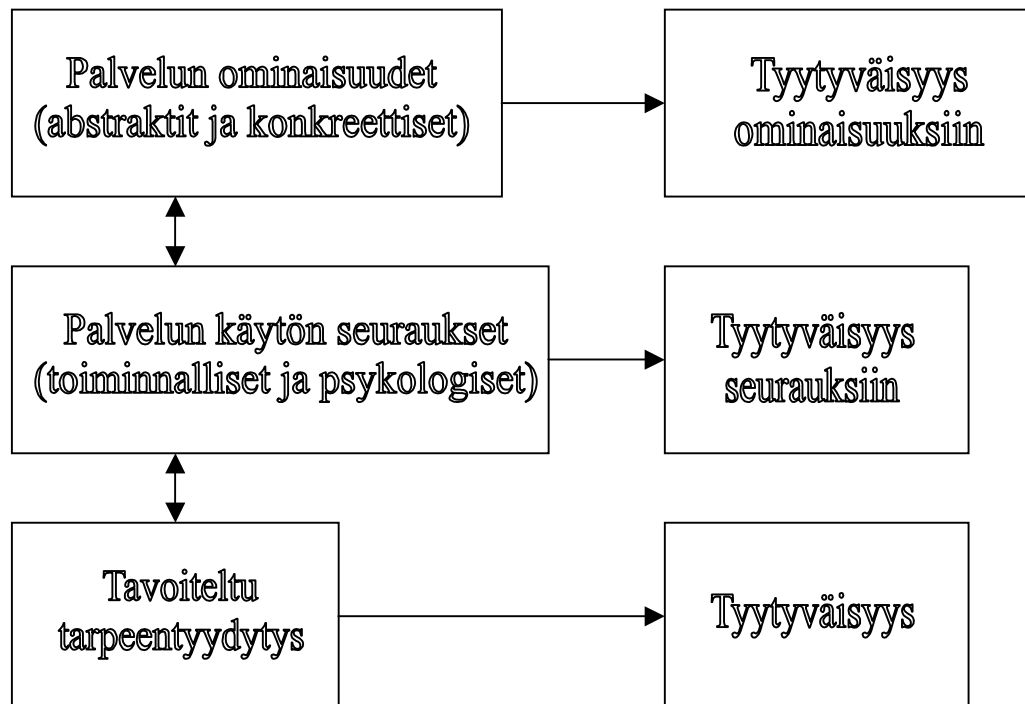 Palvelun ominaisuudet
(abstraktit ja konkreettiset)
Tyytyväisyys
ominaisuuksiin
Palvelun käytön seuraukset
(toiminnalliset ja psykologiset)
Tyytyväisyys
seurauksiin
Tavoiteltu
tarpeentyydytys
Tyytyväisyys